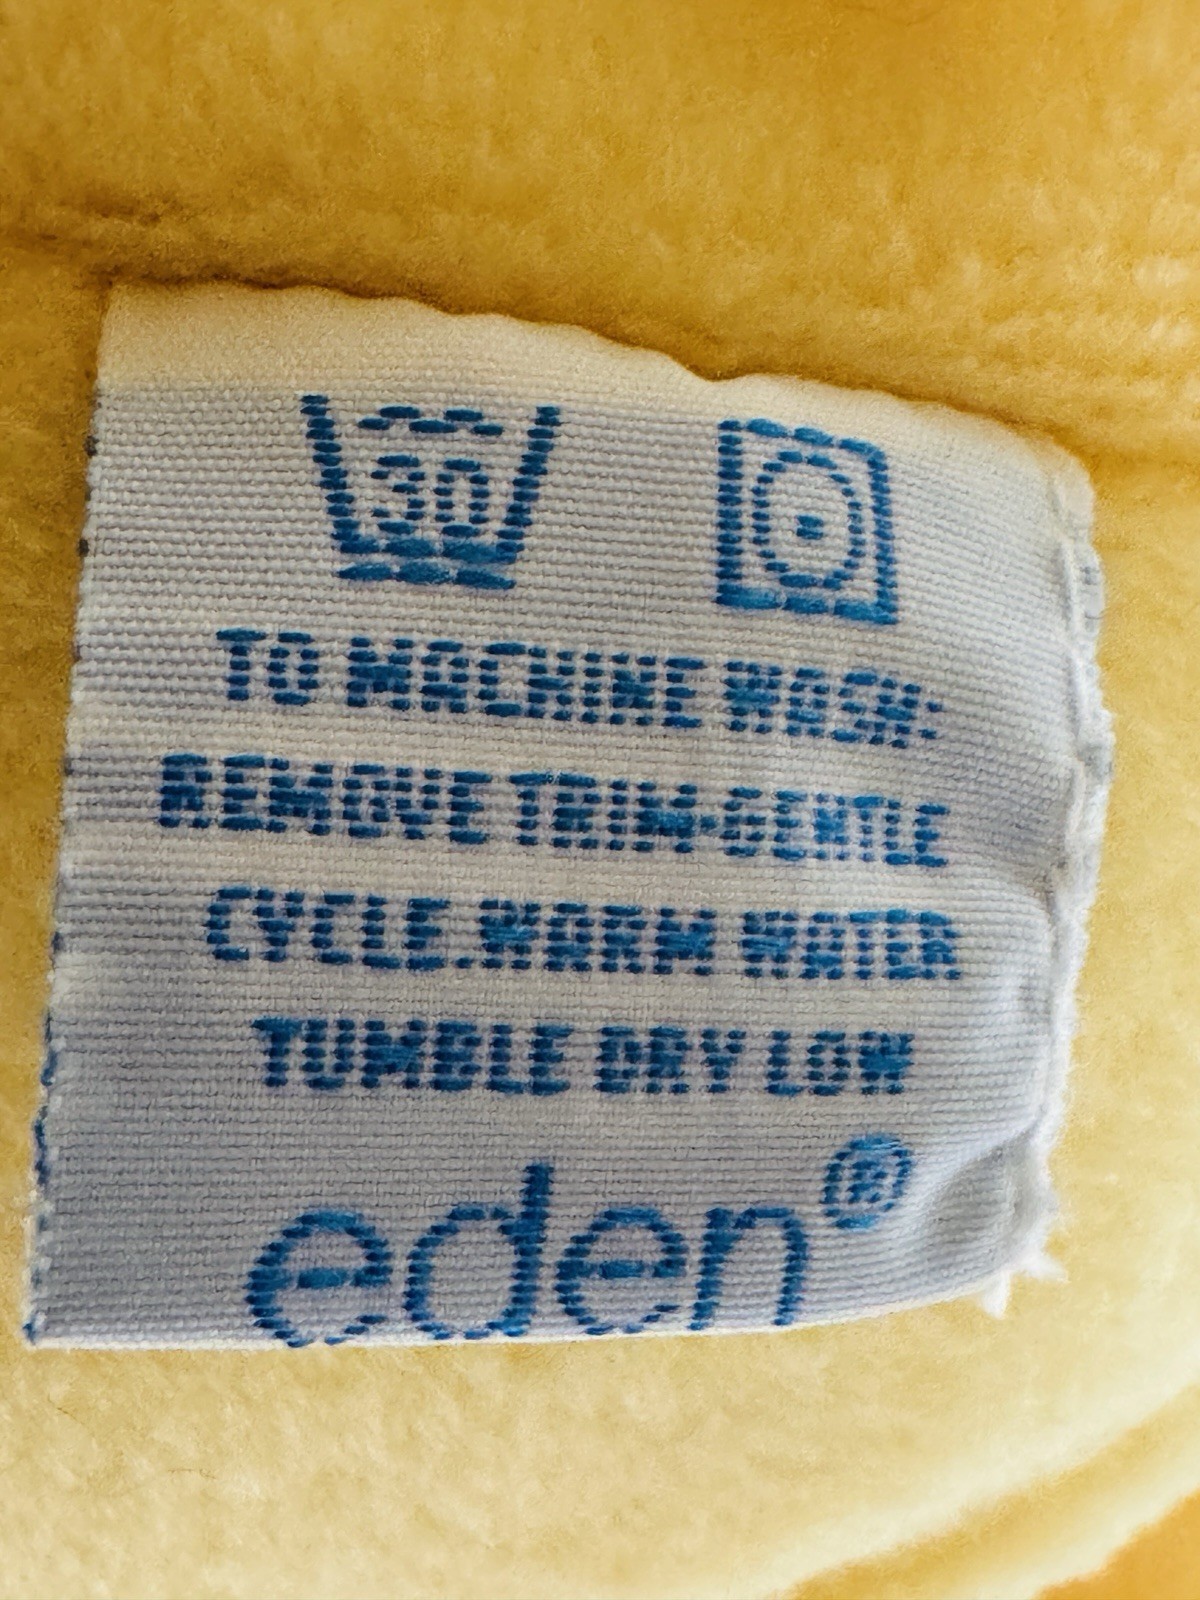 30
TO MACHINE WASH:
REMOVE TRIM-GENTLE
CYCLE.WARM WATER
TUMBLE DRY LOW
eden®